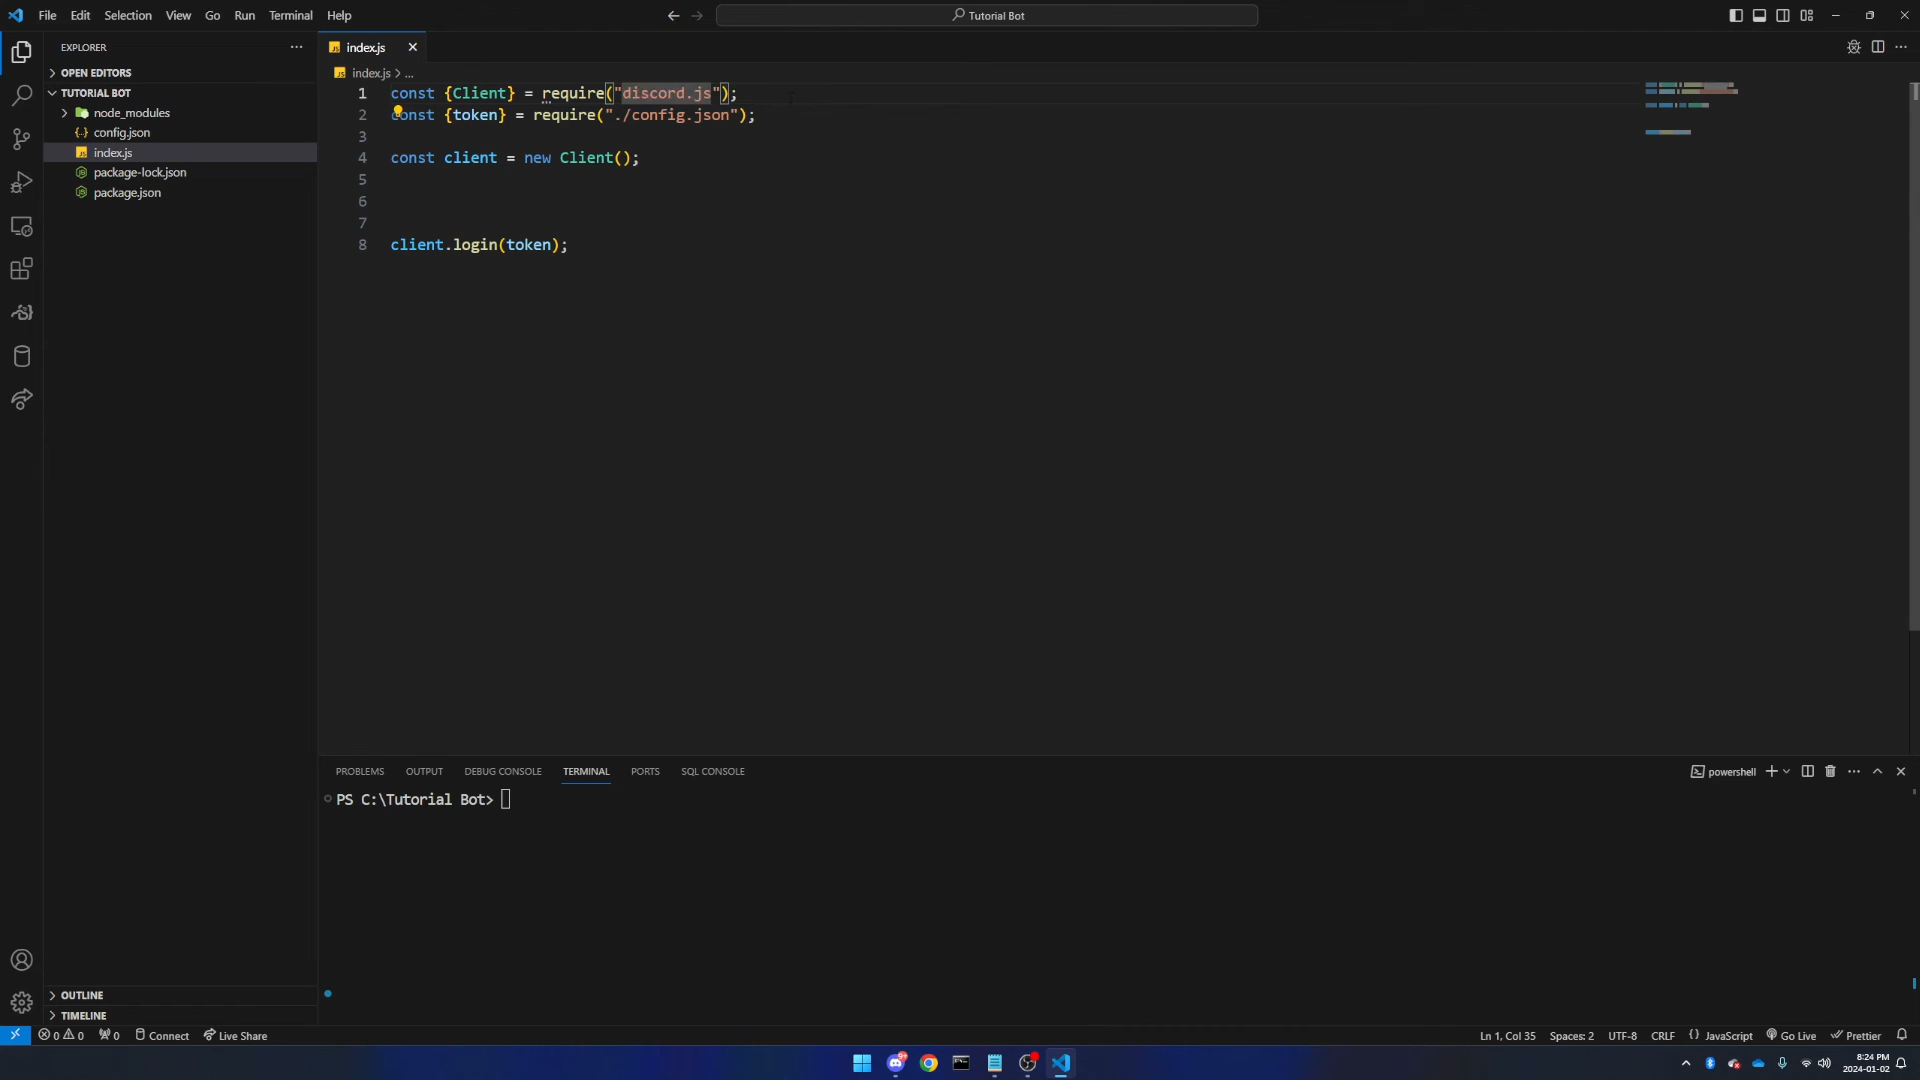 File Edit Selection View Go Run Terminal Help
Tutorial Bot
EXPLORER
OPEN EDITORS
TUTORIAL BOT
node_modules
config.json
index.js
package-lock.json
package.json
index.js
index.js > ...
1 const {Client} = require("discord.js");
2 const {token} = require("./config.json");
3
4 const client = new Client();
5
6
7
8 client.login(token);
PROBLEMS OUTPUT DEBUG CONSOLE TERMINAL PORTS SQL CONSOLE
powershell
PS C:\Tutorial Bot>
OUTLINE
TIMELINE
0 0 0 Connect Live Share
Ln 1, Col 35 Spaces: 2 UTF-8 CRLF {} JavaScript Go Live Prettier
8:24 PM
2024-01-02